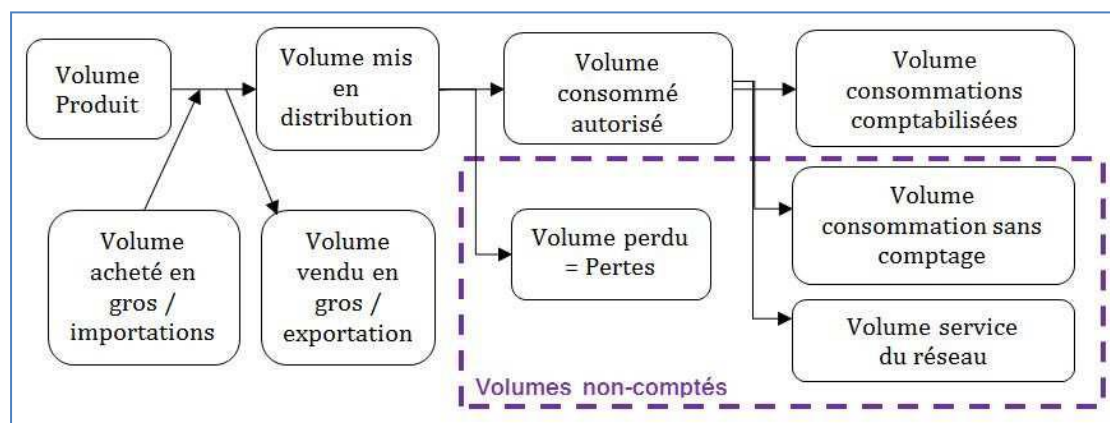 Volume
Produit
Volume mis
en
distribution
Volume
consommé
autorisé
Volume
consommations
comptabilisées
Volume
acheté en
gros /
importations
Volume
vendu en
gros /
exportation
Volume perdu
= Pertes
Volume
consommation sans
comptage
Volume service
du réseau
Volumes non-comptés